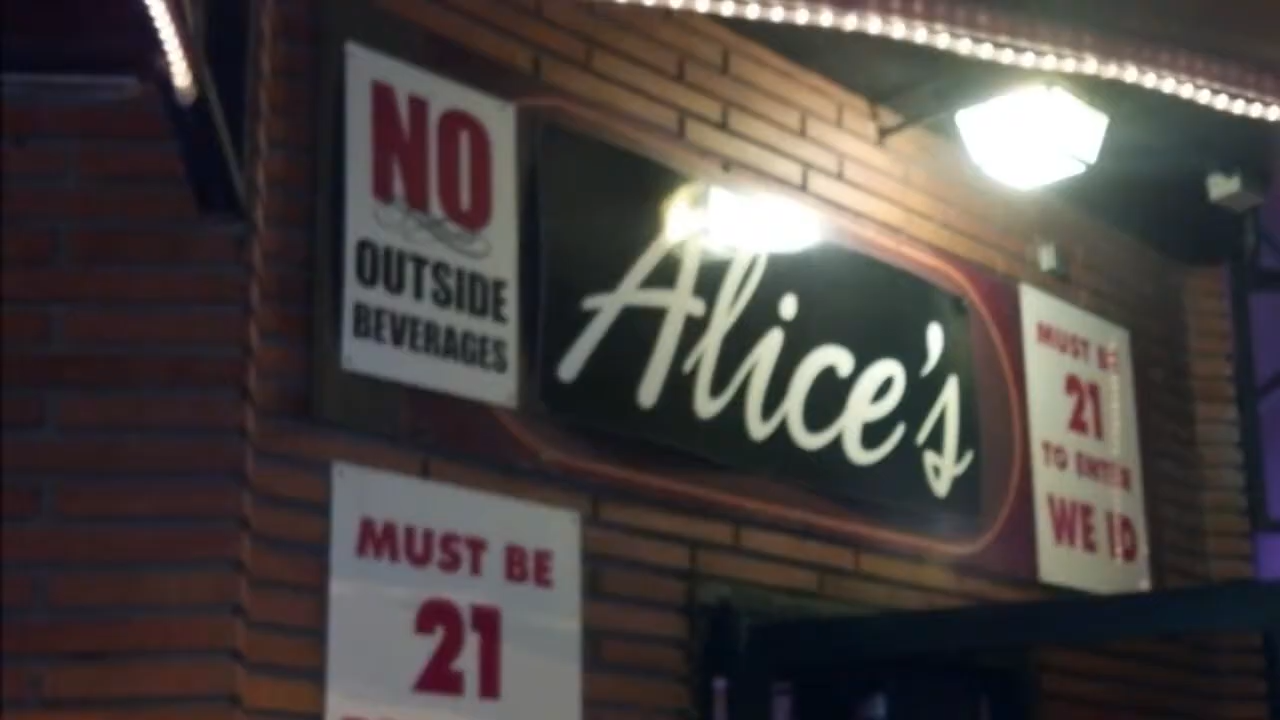 NO
OUTSIDE
BEVERAGES
Alice's
MUST BE
21
TO ENTER
WE ID
MUST BE
21